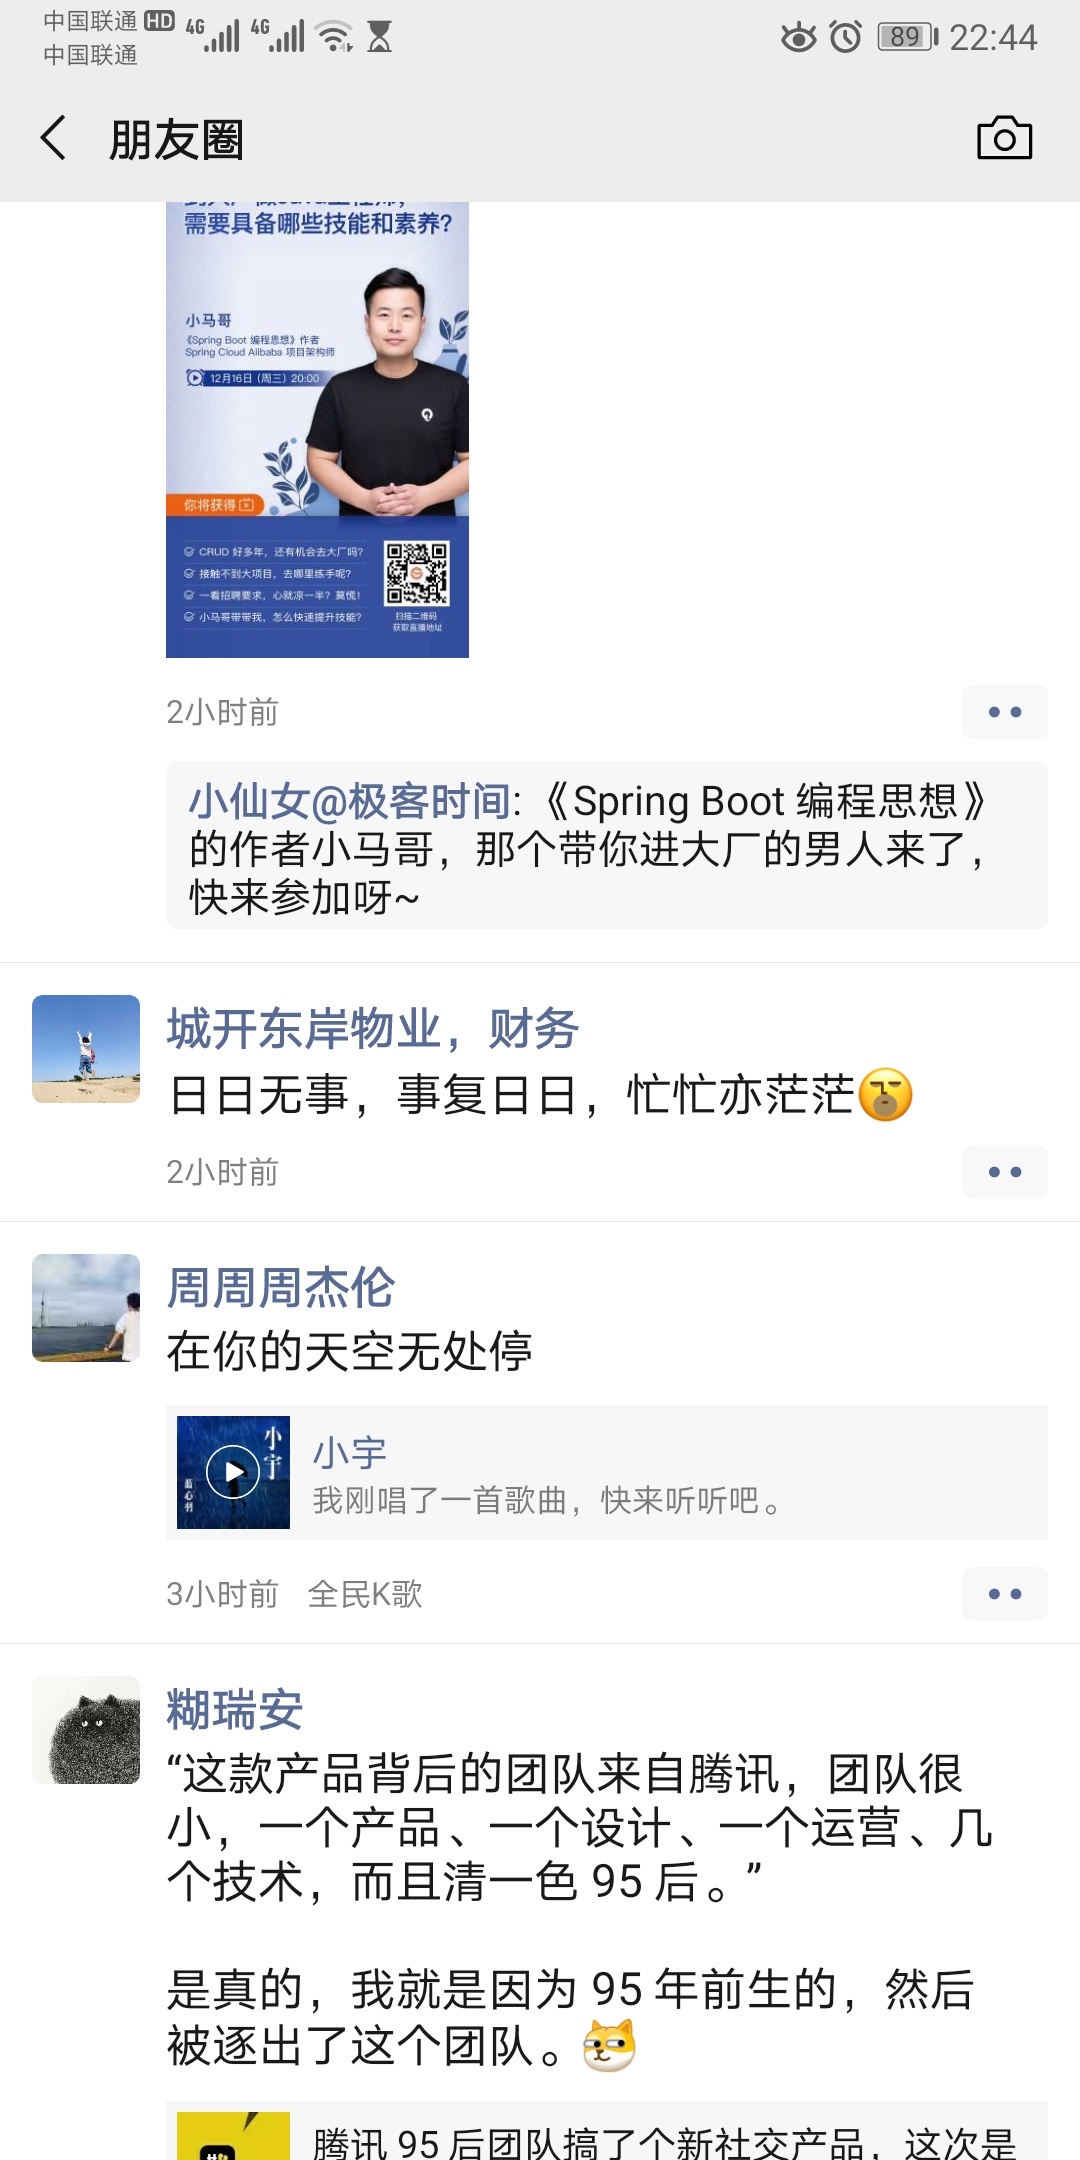 中国联通 HD 4G 4G 89 22:44
中国联通
朋友圈
需要具备哪些技能和素养?
小马哥
《Spring Boot 编程思想》作者
Spring Cloud Alibaba 项目架构师
12月16日 (周三) 20:00
你将获得
CRUD 好多年，还有机会去大厂吗?
接触不到大项目，去哪里练手呢?
一看招聘要求，心就凉一半? 莫慌!
小马哥带带我，怎么快速提升技能?
扫描二维码
获取直播地址
2小时前
小仙女@极客时间: 《Spring Boot 编程思想》
的作者小马哥，那个带你进大厂的男人来了，
快来参加呀~
城开东岸物业，财务
日日无事，事复日日，忙忙亦茫茫
2小时前
周周周杰伦
在你的天空无处停
小宇
蓝心羽
小宇
我刚唱了一首歌曲，快来听听吧。
3小时前 全民K歌
糊瑞安
“这款产品背后的团队来自腾讯，团队很
小，一个产品、一个设计、一个运营、几
个技术，而且清一色 95 后。”
是真的，我就是因为 95 年前生的，然后
被逐出了这个团队。
腾讯 95 后团队搞了个新社交产品，这次是